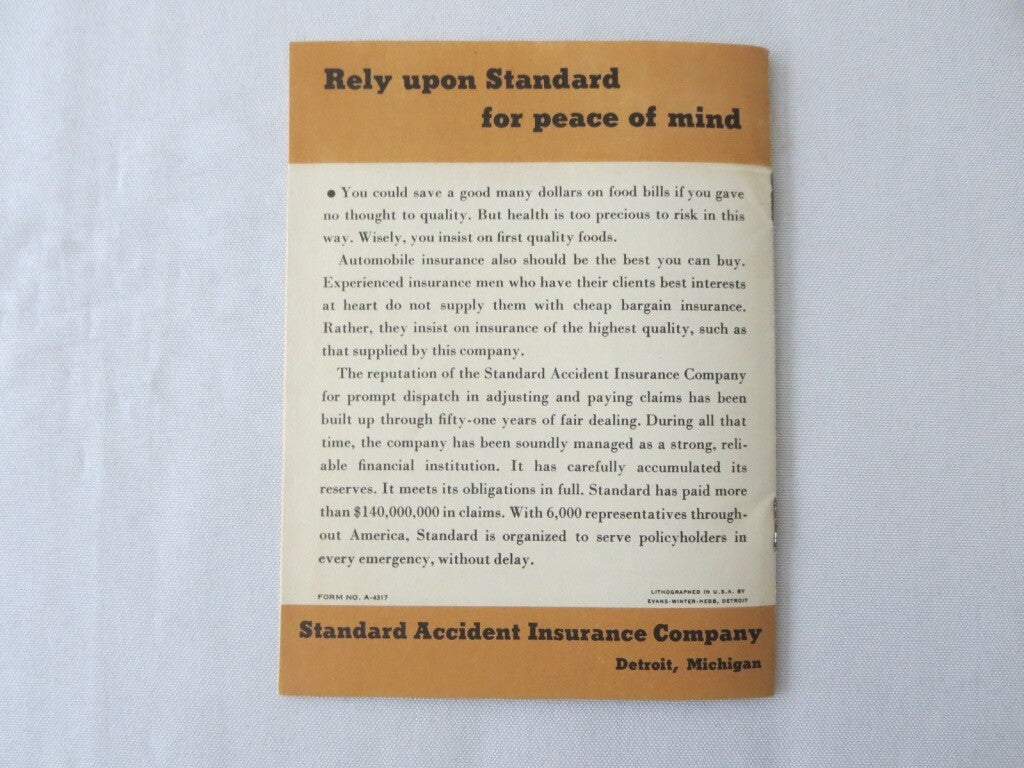 Rely upon Standard
for peace of mind
● You could save a good many dollars on food bills if you gave
no thought to quality. But health is too precious to risk in this
way. Wisely, you insist on first quality foods.
Automobile insurance also should be the best you can buy.
Experienced insurance men who have their clients best interests
at heart do not supply them with cheap bargain insurance.
Rather, they insist on insurance of the highest quality, such as
that supplied by this company.
The reputation of the Standard Accident Insurance Company
for prompt dispatch in adjusting and paying claims has been
built up through fifty-one years of fair dealing. During all that
time, the company has been soundly managed as a strong, reli-
able financial institution. It has carefully accumulated its
reserves. It meets its obligations in full. Standard has paid more
than $140,000,000 in claims. With 6,000 representatives through-
out America, Standard is organized to serve policyholders in
every emergency, without delay.
FORM NO. A-4317
LITHOGRAPHED IN U.S.A. BY
EVANS-WINTER-HEBB, DETROIT
Standard Accident Insurance Company
Detroit, Michigan